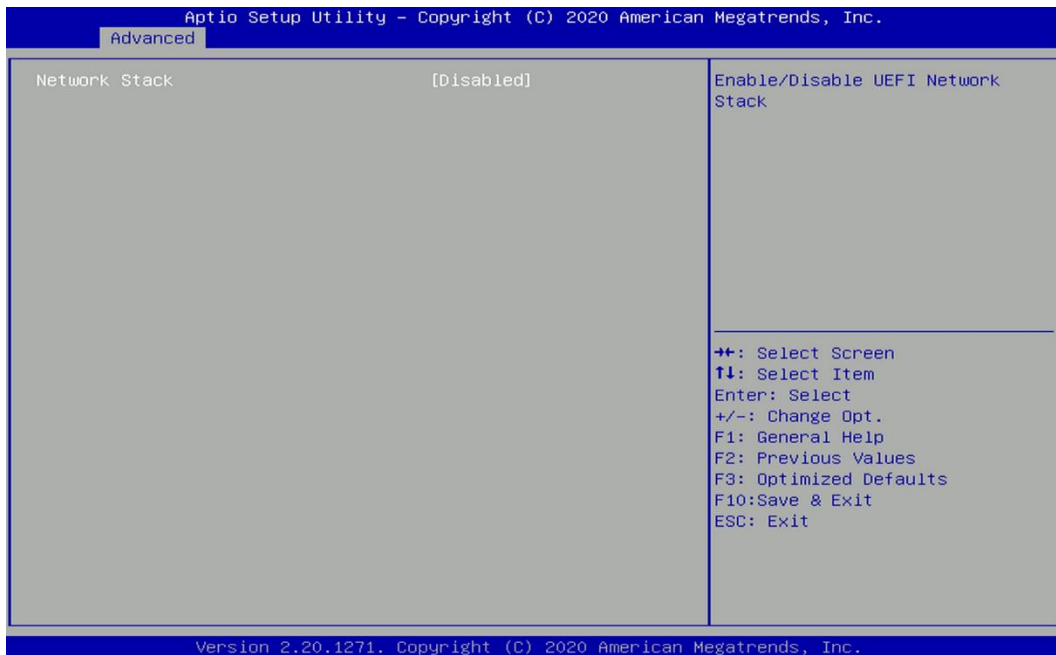 Aptio Setup Utility – Copyright (C) 2020 American Megatrends, Inc.
Advanced
Network Stack [Disabled]
Enable/Disable UEFI Network
Stack
→←: Select Screen
↑↓: Select Item
Enter: Select
+/-: Change Opt.
F1: General Help
F2: Previous Values
F3: Optimized Defaults
F10:Save & Exit
ESC: Exit
Version 2.20.1271. Copyright (C) 2020 American Megatrends, Inc.